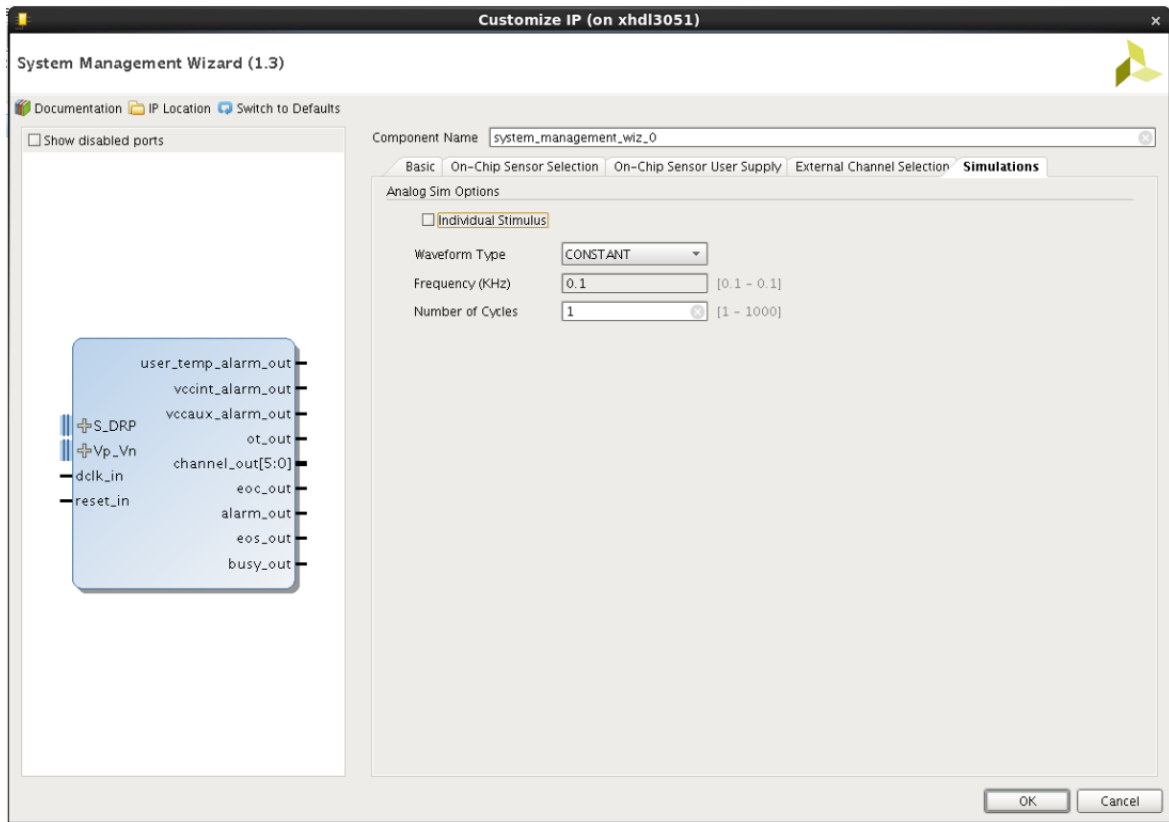 Customize IP (on xhdl3051)
System Management Wizard (1.3)
Documentation IP Location Switch to Defaults
Show disabled ports
user_temp_alarm_out
vccint_alarm_out
vccaux_alarm_out
ot_out
channel_out[5:0]
eoc_out
alarm_out
eos_out
busy_out
S_DRP
Vp_Vn
dclk_in
reset_in
Component Name system_management_wiz_0
Basic On-Chip Sensor Selection On-Chip Sensor User Supply External Channel Selection Simulations
Analog Sim Options
Individual Stimulus
Waveform Type CONSTANT
Frequency (KHz) 0.1 [0.1 - 0.1]
Number of Cycles 1 [1 - 1000]
OK Cancel